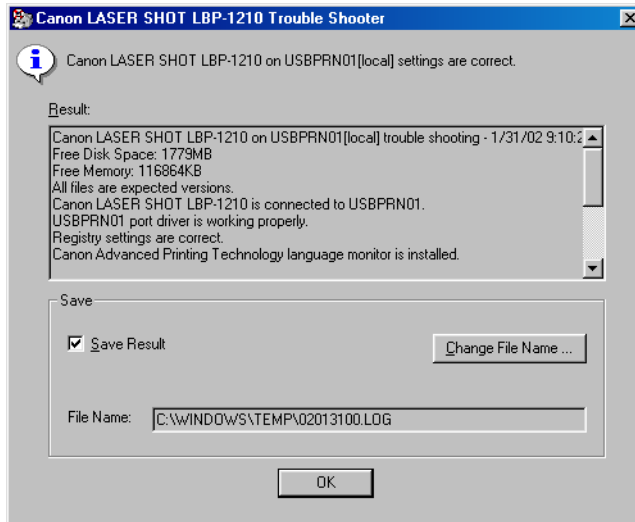 Canon LASER SHOT LBP-1210 Trouble Shooter
Canon LASER SHOT LBP-1210 on USBPRN01[local] settings are correct.
Result:
Canon LASER SHOT LBP-1210 on USBPRN01[local] trouble shooting - 1/31/02 9:10:2
Free Disk Space: 1779MB
Free Memory: 116864KB
All files are expected versions.
Canon LASER SHOT LBP-1210 is connected to USBPRN01.
USBPRN01 port driver is working properly.
Registry settings are correct.
Canon Advanced Printing Technology language monitor is installed.
Save
Save Result
Change File Name ...
File Name: C:\WINDOWS\TEMP\02013100.LOG
OK